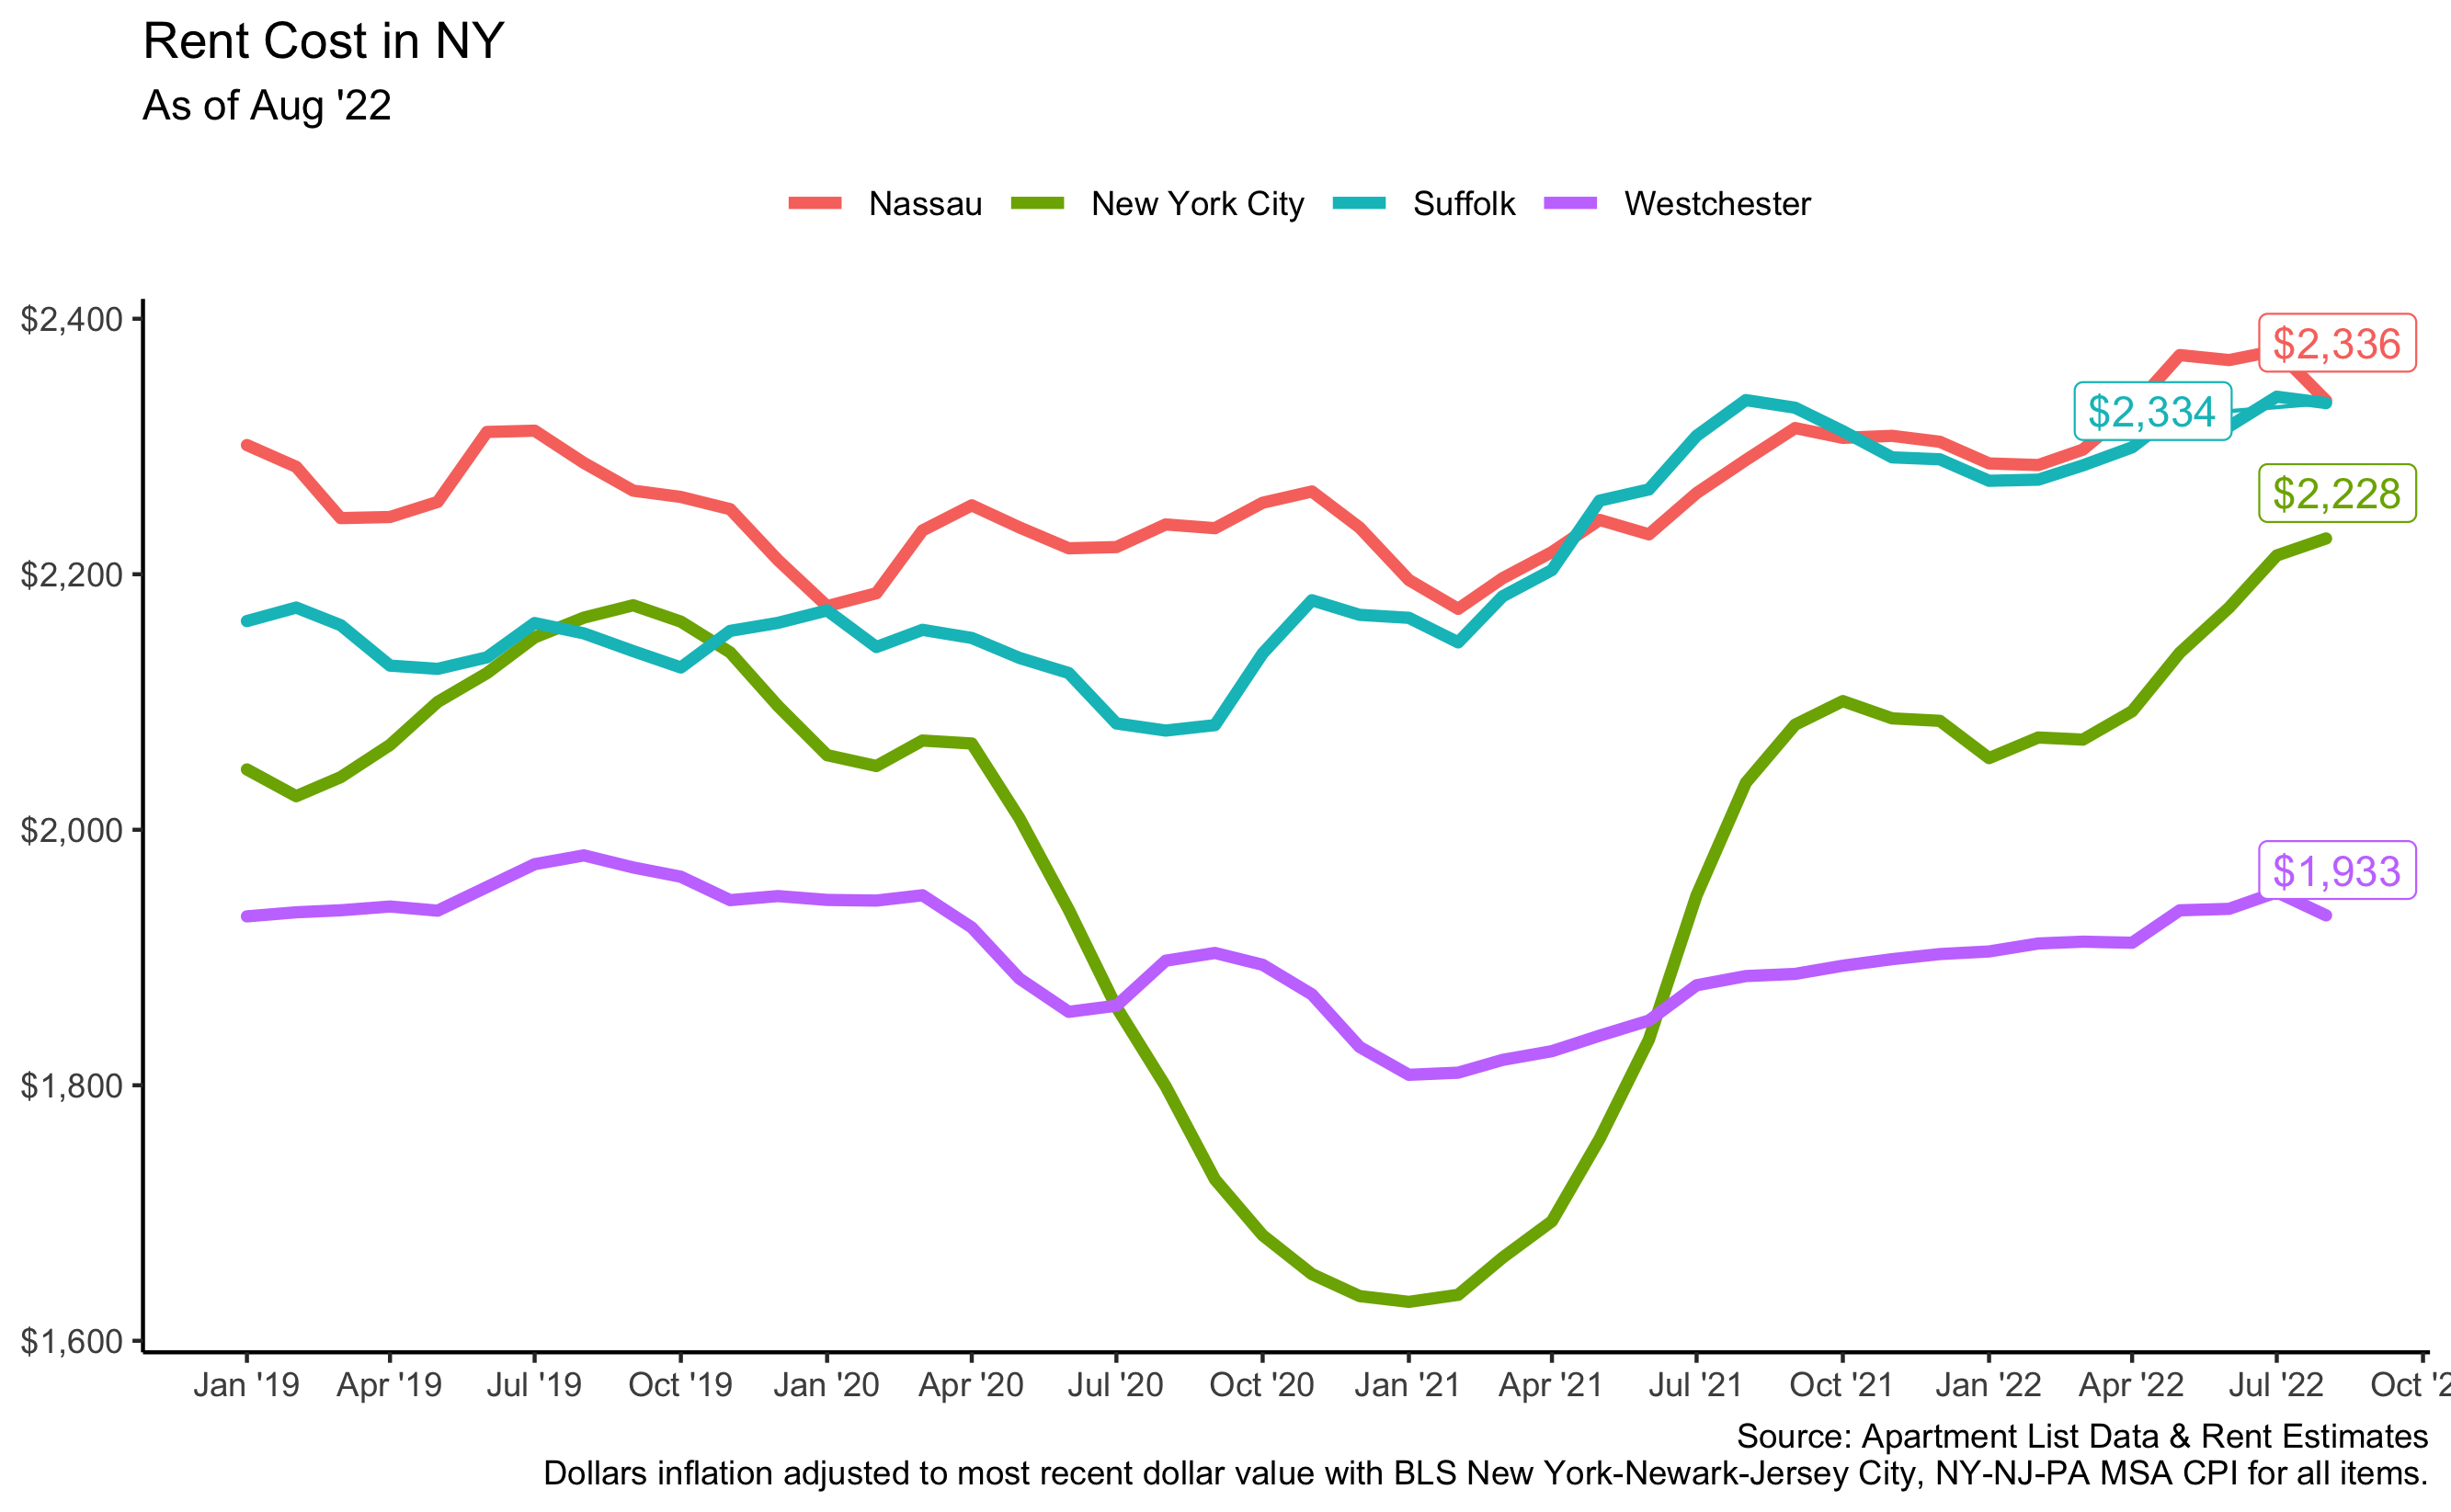 Rent Cost in NY
As of Aug '22
Nassau New York City Suffolk Westchester
$2,400
$2,336
$2,334
$2,228
$2,200
$2,000
$1,933
$1,800
$1,600
Jan '19 Apr '19 Jul '19 Oct '19 Jan '20 Apr '20 Jul '20 Oct '20 Jan '21 Apr '21 Jul '21 Oct '21 Jan '22 Apr '22 Jul '22 Oct '2
Source: Apartment List Data & Rent Estimates
Dollars inflation adjusted to most recent dollar value with BLS New York-Newark-Jersey City, NY-NJ-PA MSA CPI for all items.